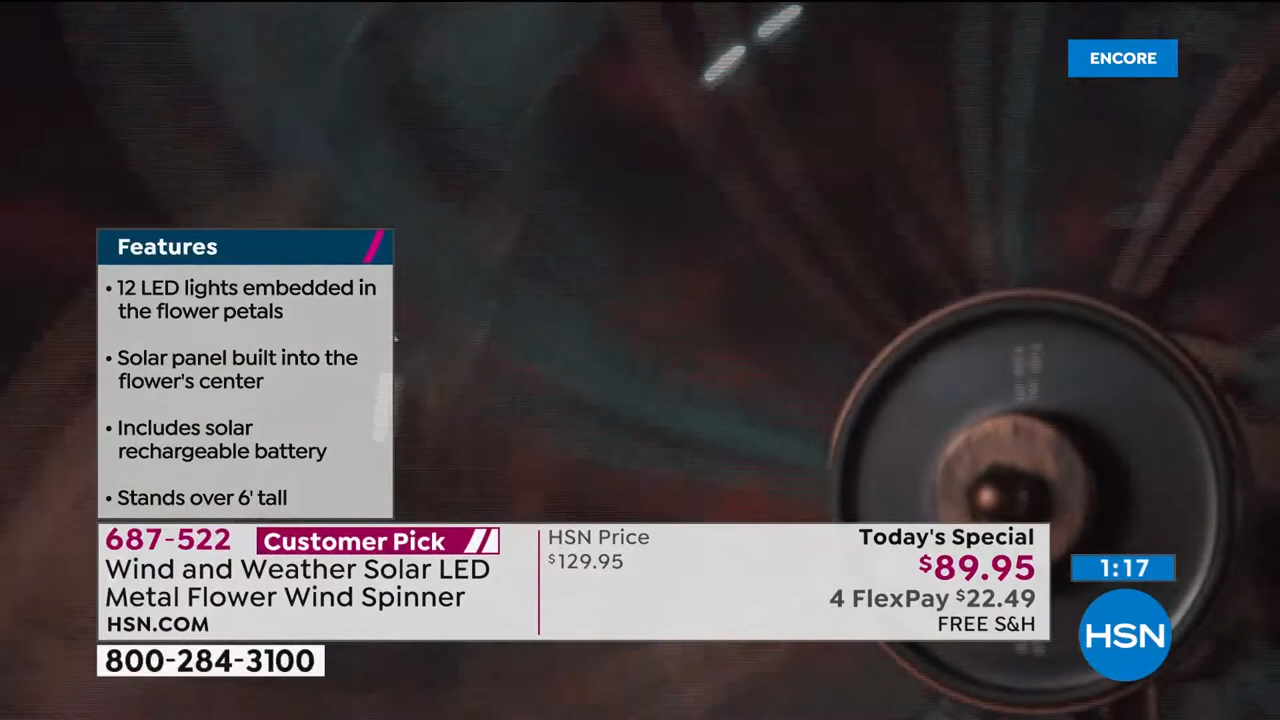 ENCORE
Features
• 12 LED lights embedded in
the flower petals
• Solar panel built into the
flower's center
• Includes solar
rechargeable battery
• Stands over 6' tall
687-522 Customer Pick
Wind and Weather Solar LED
Metal Flower Wind Spinner
HSN.COM
HSN Price
$129.95
Today's Special
$89.95
4 FlexPay $22.49
FREE S&H
1:17
HSN
800-284-3100